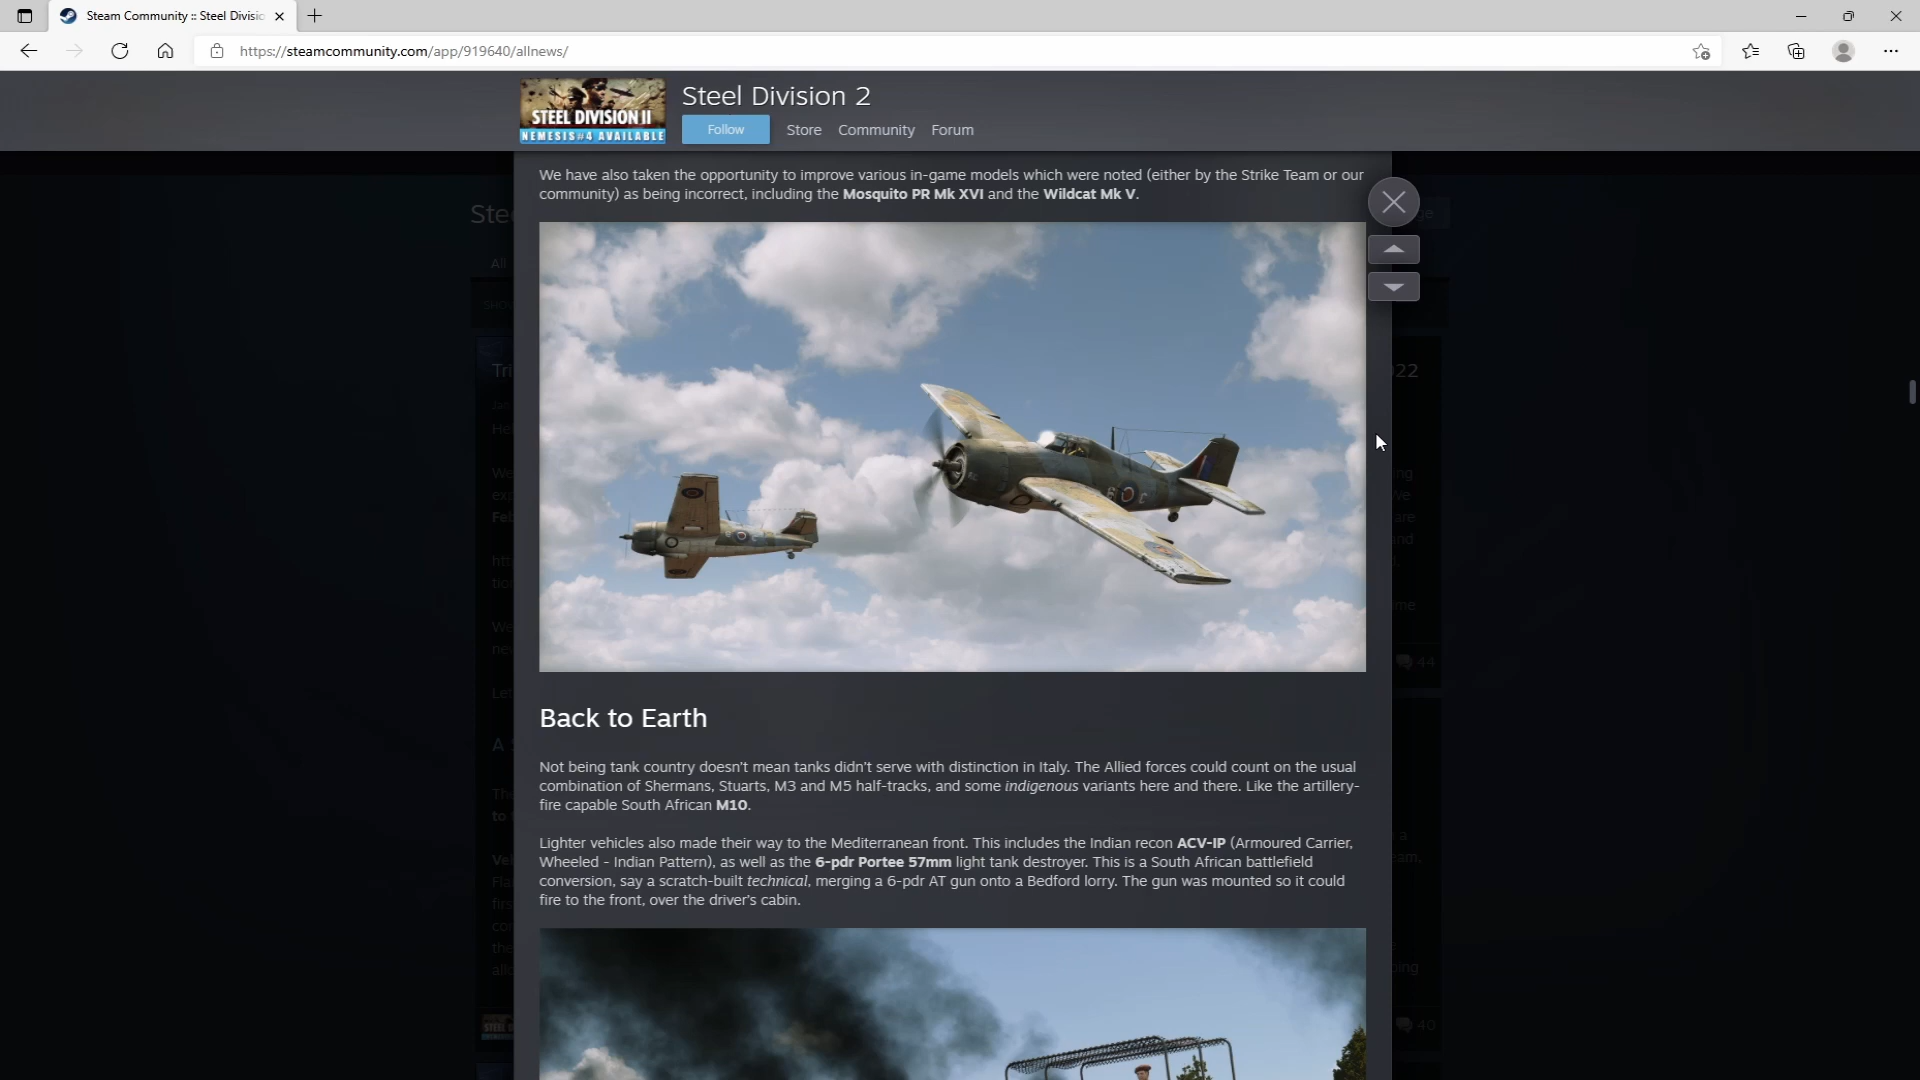 Steam Community :: Steel Divisio
https://steamcommunity.com/app/919640/allnews/
STEEL DIVISION II
NEMESIS#4 AVAILABLE
Steel Division 2
Follow
Store Community Forum
We have also taken the opportunity to improve various in-game models which were noted (either by the Strike Team or our
community) as being incorrect, including the Mosquito PR Mk XVI and the Wildcat Mk V.
Back to Earth
Not being tank country doesn't mean tanks didn't serve with distinction in Italy. The Allied forces could count on the usual
combination of Shermans, Stuarts, M3 and M5 half-tracks, and some indigenous variants here and there. Like the artillery-
fire capable South African M10.
Lighter vehicles also made their way to the Mediterranean front. This includes the Indian recon ACV-IP (Armoured Carrier,
Wheeled - Indian Pattern), as well as the 6-pdr Portee 57mm light tank destroyer. This is a South African battlefield
conversion, say a scratch-built technical, merging a 6-pdr AT gun onto a Bedford lorry. The gun was mounted so it could
fire to the front, over the driver's cabin.
All
44
40